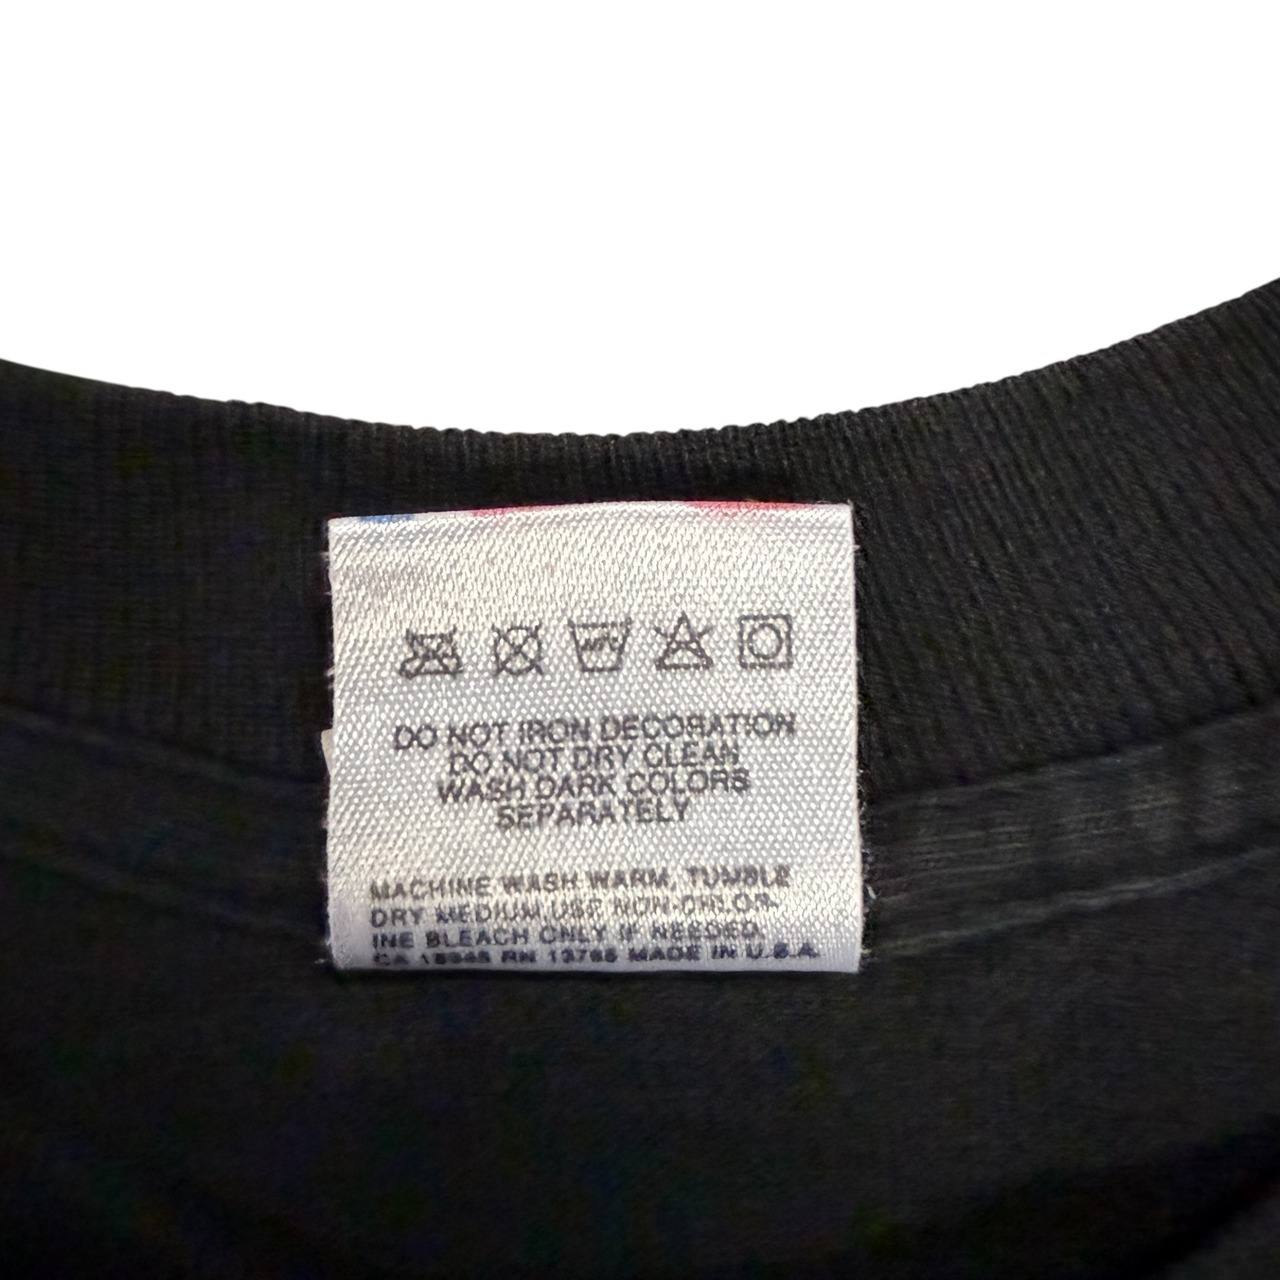 DO NOT IRON DECORATION
DO NOT DRY CLEAN
WASH DARK COLORS
SEPARATELY
MACHINE WASH WARM, TUMBLE
DRY MEDIUM USE NON-CHLOR-
INE BLEACH ONLY IF NEEDED.
CA RN 13765 MADE IN U.S.A.